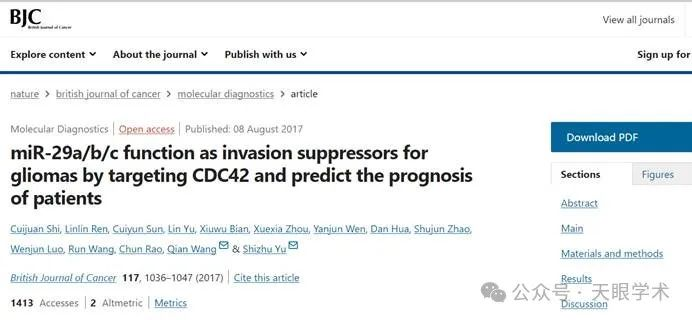 BJC
British Journal of Cancer
View all journals
Explore content
About the journal
Publish with us
Sign up for
nature > british journal of cancer > molecular diagnostics > article
Molecular Diagnostics | Open access | Published: 08 August 2017
miR-29a/b/c function as invasion suppressors for
gliomas by targeting CDC42 and predict the prognosis
of patients
Cuijuan Shi, Linlin Ren, Cuiyun Sun, Lin Yu, Xiuwu Bian, Xuexia Zhou, Yanjun Wen, Dan Hua, Shujun Zhao,
Wenjun Luo, Run Wang, Chun Rao, Qian Wang & Shizhu Yu
British Journal of Cancer 117, 1036–1047 (2017) | Cite this article
1413 Accesses | 2 Altmetric | Metrics
Download PDF
Sections Figures
Abstract
Main
Materials and methods
Results
Discussion
公众号 · 天眼学术